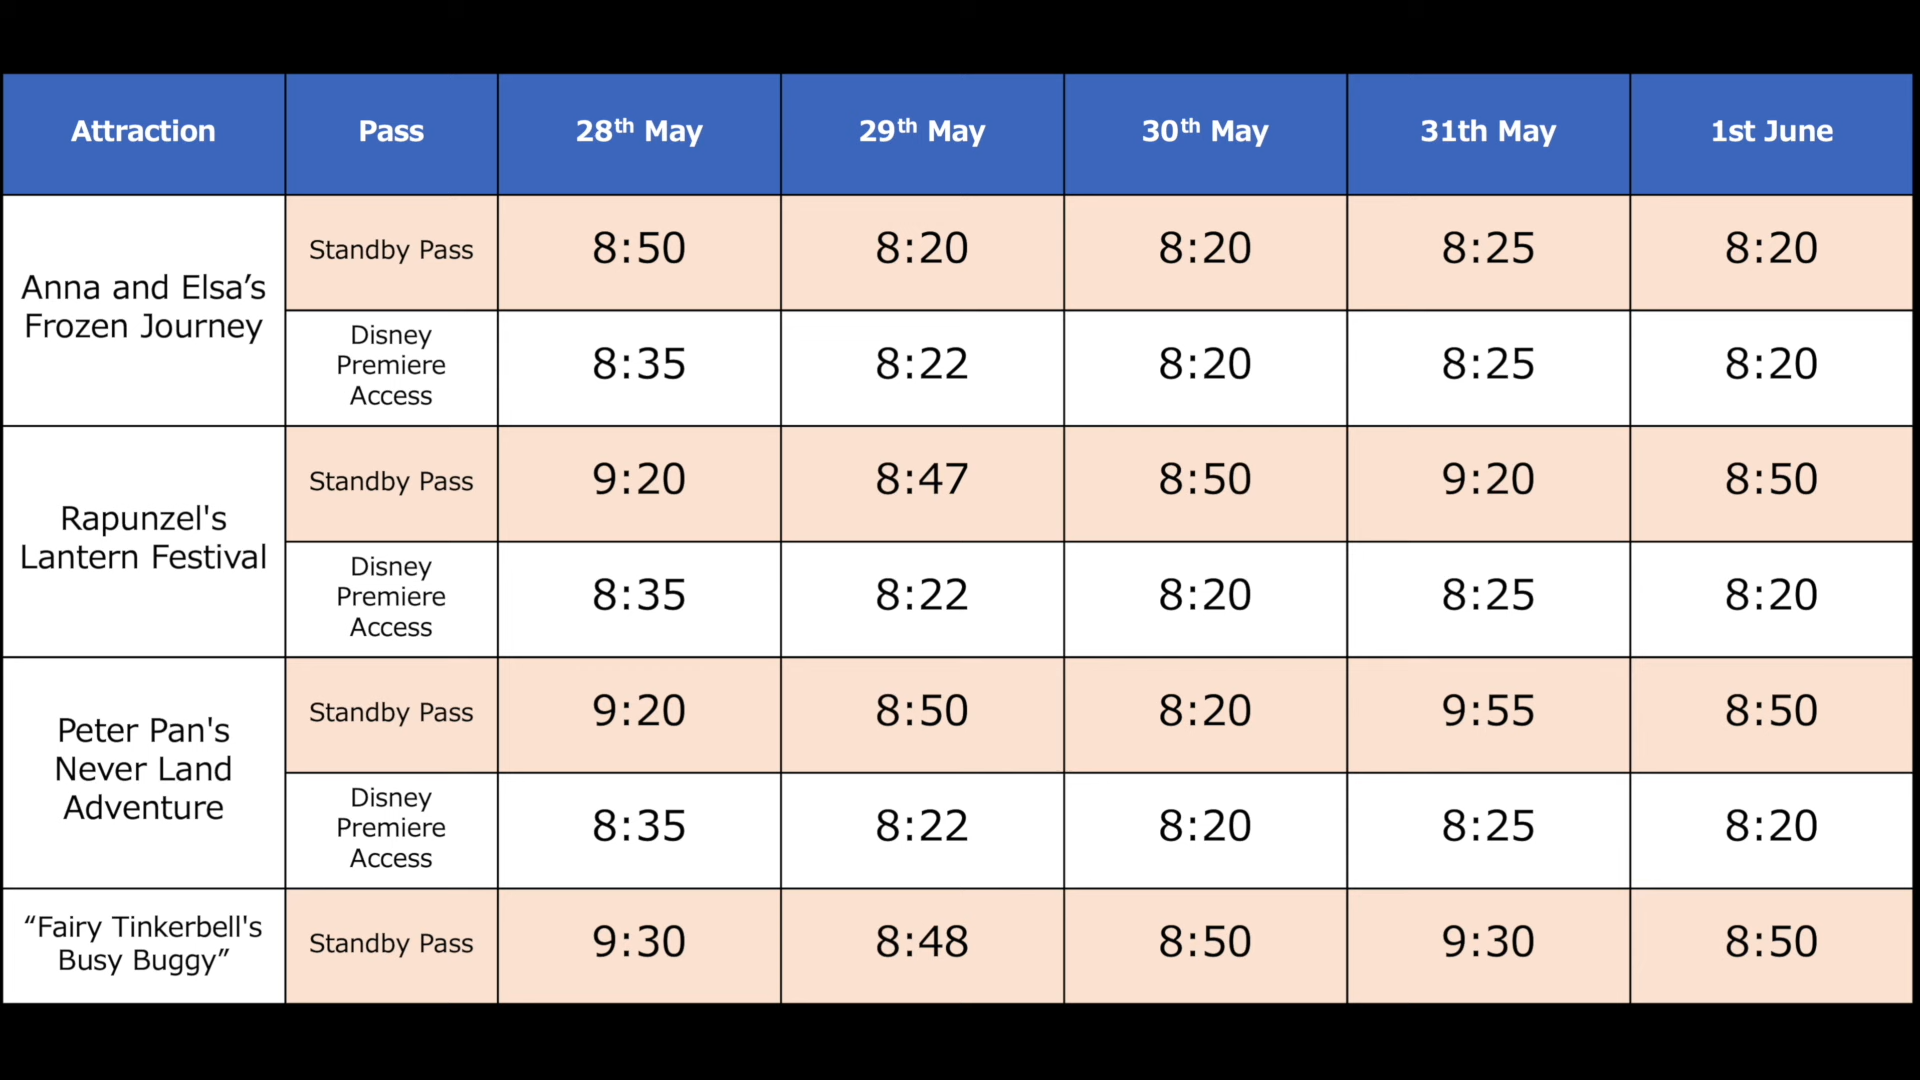 Attraction Pass 28th May 29th May 30th May 31th May 1st June
Anna and Elsa’s
Frozen Journey
Standby Pass 8:50 8:20 8:20 8:25 8:20
Disney
Premiere
Access
8:35 8:22 8:20 8:25 8:20
Rapunzel's
Lantern Festival
Standby Pass 9:20 8:47 8:50 9:20 8:50
Disney
Premiere
Access
8:35 8:22 8:20 8:25 8:20
Peter Pan's
Never Land
Adventure
Standby Pass 9:20 8:50 8:20 9:55 8:50
Disney
Premiere
Access
8:35 8:22 8:20 8:25 8:20
“Fairy Tinkerbell's
Busy Buggy”
Standby Pass 9:30 8:48 8:50 9:30 8:50